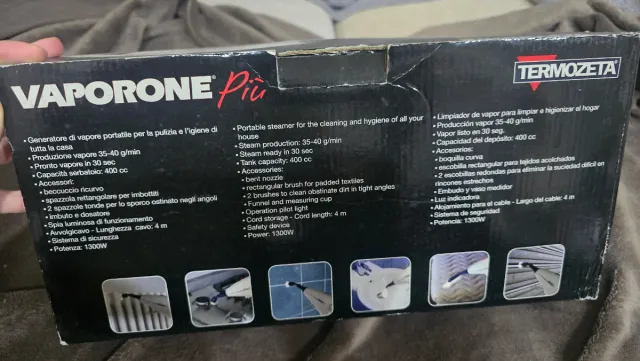 VAPORONE® Più
TERMOZETA®
• Generatore di vapore portatile per la pulizia e l'igiene di
tutta la casa
• Produzione vapore 35-40 g/min
• Pronto vapore in 30 sec
• Capacità serbatoio: 400 cc
• Accessori:
• beccuccio ricurvo
• spazzola rettangolare per imbottiti
• 2 spazzole tonde per lo sporco ostinato negli angoli
• imbuto e dosatore
• Spia luminosa di funzionamento
• Avvolgicavo - Lunghezza cavo: 4 m
• Sistema di sicurezza
• Potenza: 1300W
• Portable steamer for the cleaning and hygiene of all your
house
• Steam production: 35-40 g/min
• Steam ready in 30 sec
• Tank capacity: 400 cc
• Accessories:
• bent nozzle
• rectangular brush for padded textiles
• 2 brushes to clean obstinate dirt in tight angles
• Funnel and measuring cup
• Operation pilot light
• Cord storage - Cord length: 4 m
• Safety device
• Power: 1300W
• Limpiador de vapor para limpiar e higienizar el hogar
• Producción vapor 35-40 g/min
• Vapor listo en 30 seg.
• Capacidad del depósito: 400 cc
• Accesorios:
• boquilla curva
• escobilla rectangular para tejidos acolchados
• 2 escobillas redondas para eliminar la suciedad difícil en
rincones estrechos
• Embudo y vaso medidor
• Luz indicadora
• Alojamiento para el cable - Largo del cable: 4 m
• Sistema de seguridad
• Potencia: 1300W